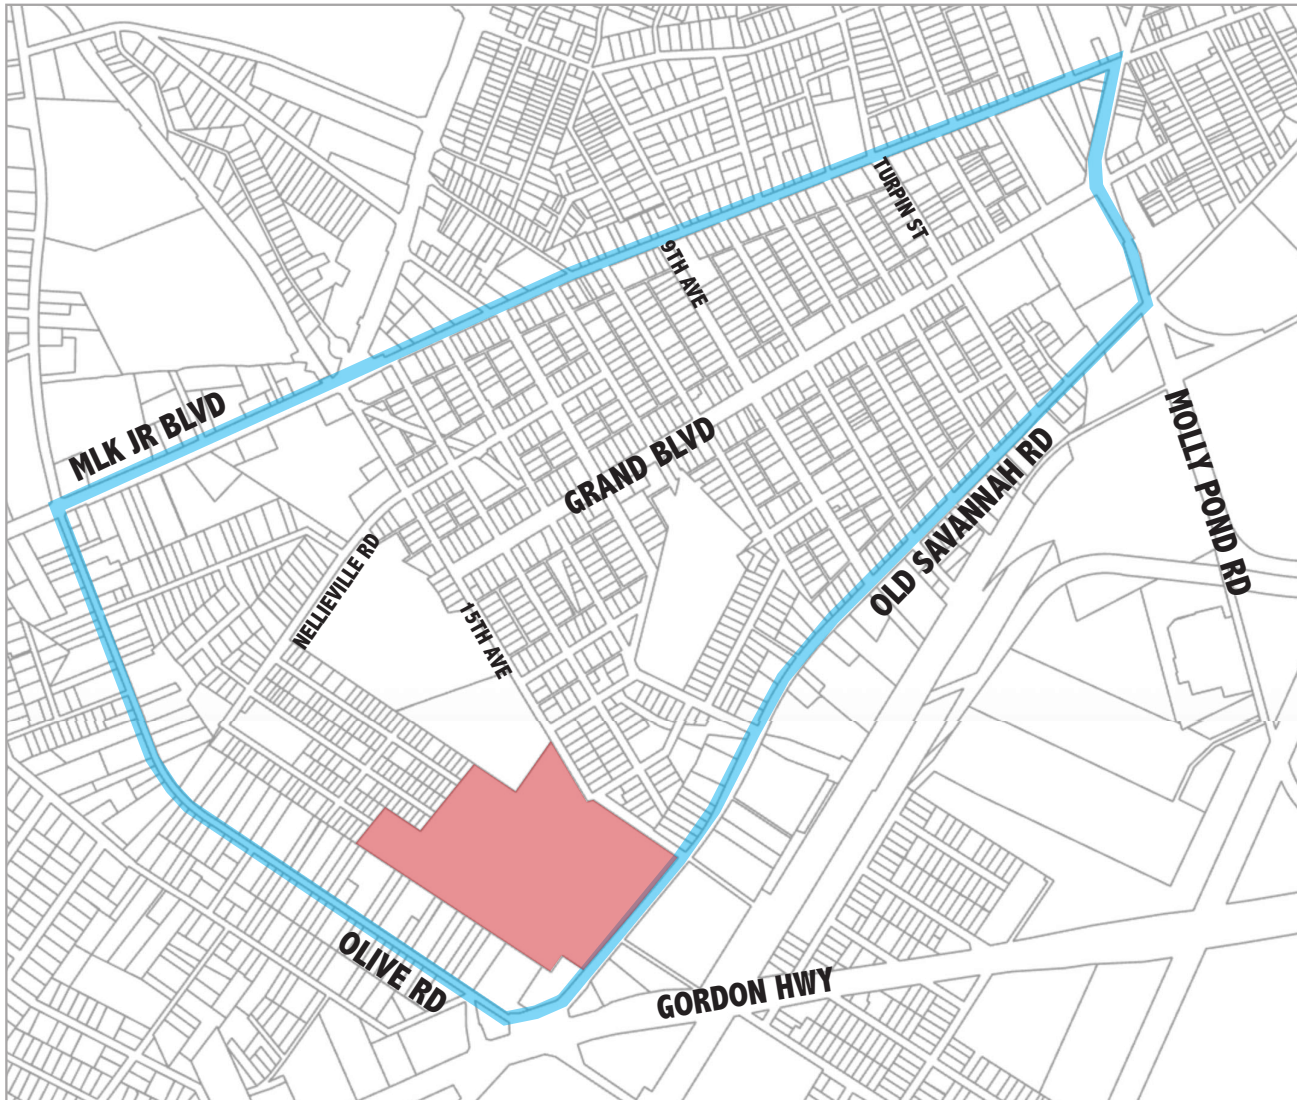 TURPIN ST
9TH AVE
MLK JR BLVD
GRAND BLVD
MOLLY POND RD
OLD SAVANNAH RD
NELLIEVILLE RD
15TH AVE
OLIVE RD
GORDON HWY